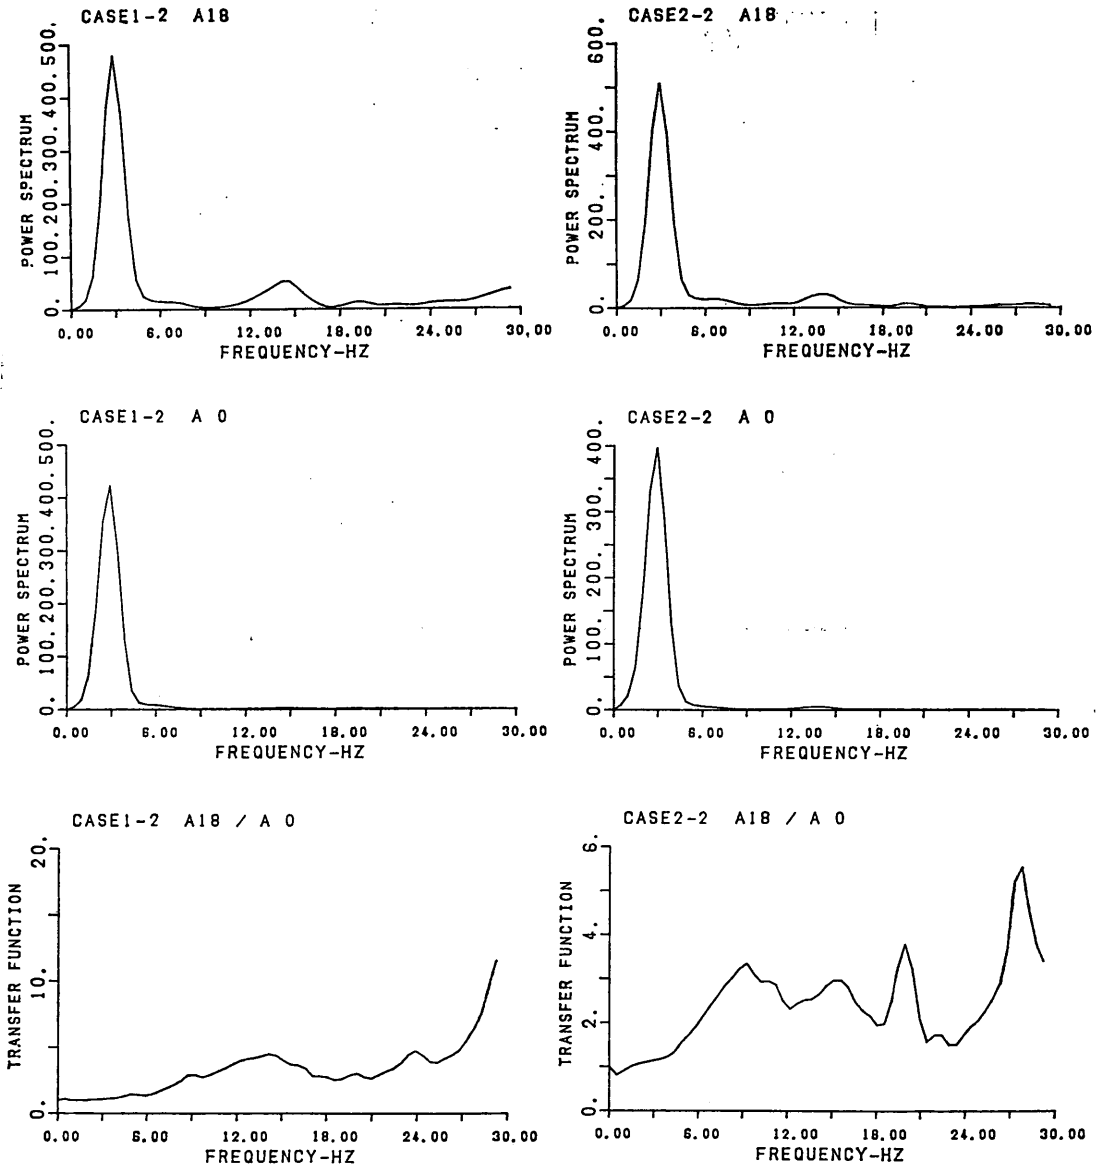 CASE1-2 A18
POWER SPECTRUM
0. 100. 200. 300. 400. 500.
0.00 6.00 12.00 18.00 24.00 30.00
FREQUENCY-HZ
CASE2-2 A18
POWER SPECTRUM
0. 200. 400. 600.
0.00 6.00 12.00 18.00 24.00 30.00
FREQUENCY-HZ
CASE1-2 A 0
POWER SPECTRUM
0. 100. 200. 300. 400. 500.
0.00 6.00 12.00 18.00 24.00 30.00
FREQUENCY-HZ
CASE2-2 A 0
POWER SPECTRUM
0. 100. 200. 300. 400.
0.00 6.00 12.00 18.00 24.00 30.00
FREQUENCY-HZ
CASE1-2 A18 / A 0
TRANSFER FUNCTION
0. 10. 20.
0.00 6.00 12.00 18.00 24.00 30.00
FREQUENCY-HZ
CASE2-2 A18 / A 0
TRANSFER FUNCTION
0. 2. 4. 6.
0.00 6.00 12.00 18.00 24.00 30.00
FREQUENCY-HZ